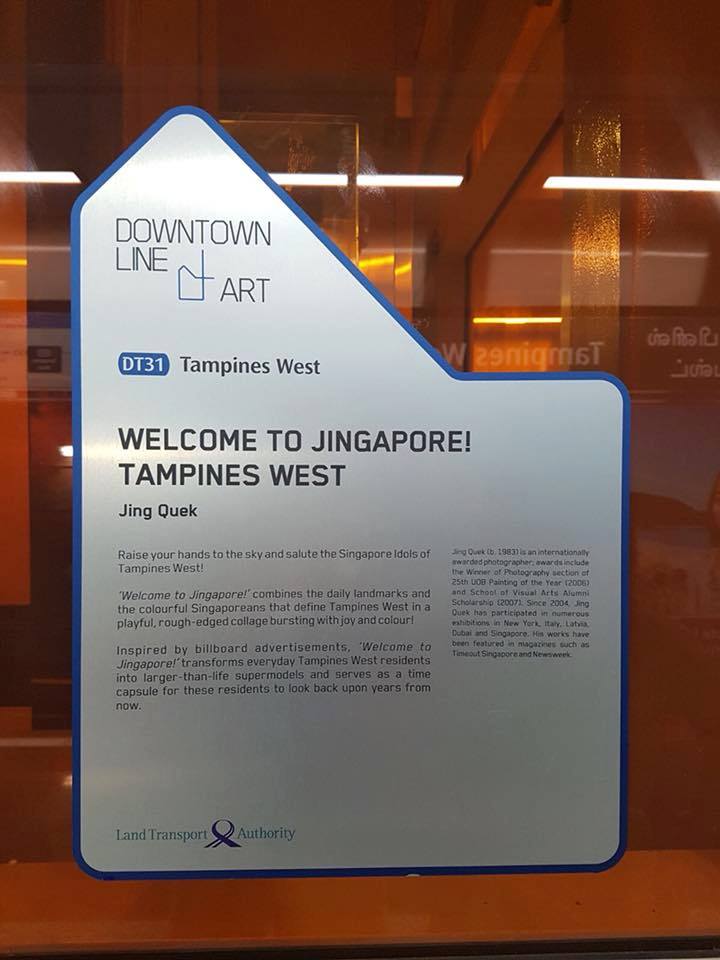 DOWNTOWN
LINE
ART
DT31 Tampines West
WELCOME TO JINGAPORE!
TAMPINES WEST
Jing Quek
Raise your hands to the sky and salute the Singapore Idols of
Tampines West!
'Welcome to Jingapore!' combines the daily landmarks and
the colourful Singaporeans that define Tampines West in a
playful, rough-edged collage bursting with joy and colour!
Inspired by billboard advertisements, 'Welcome to
Jingapore!' transforms everyday Tampines West residents
into larger-than-life supermodels and serves as a time
capsule for these residents to look back upon years from
now.
Jing Quek (b. 1983) is an internationally
awarded photographer; awards include
the Winner of Photography section of
25th UOB Painting of the Year (2006)
and School of Visual Arts Alumni
Scholarship (2007). Since 2004, Jing
Quek has participated in numerous
exhibitions in New York, Italy, Latvia,
Dubai and Singapore. His works have
been featured in magazines such as
Timeout Singapore and Newsweek.
Land Transport Authority
Tampines We